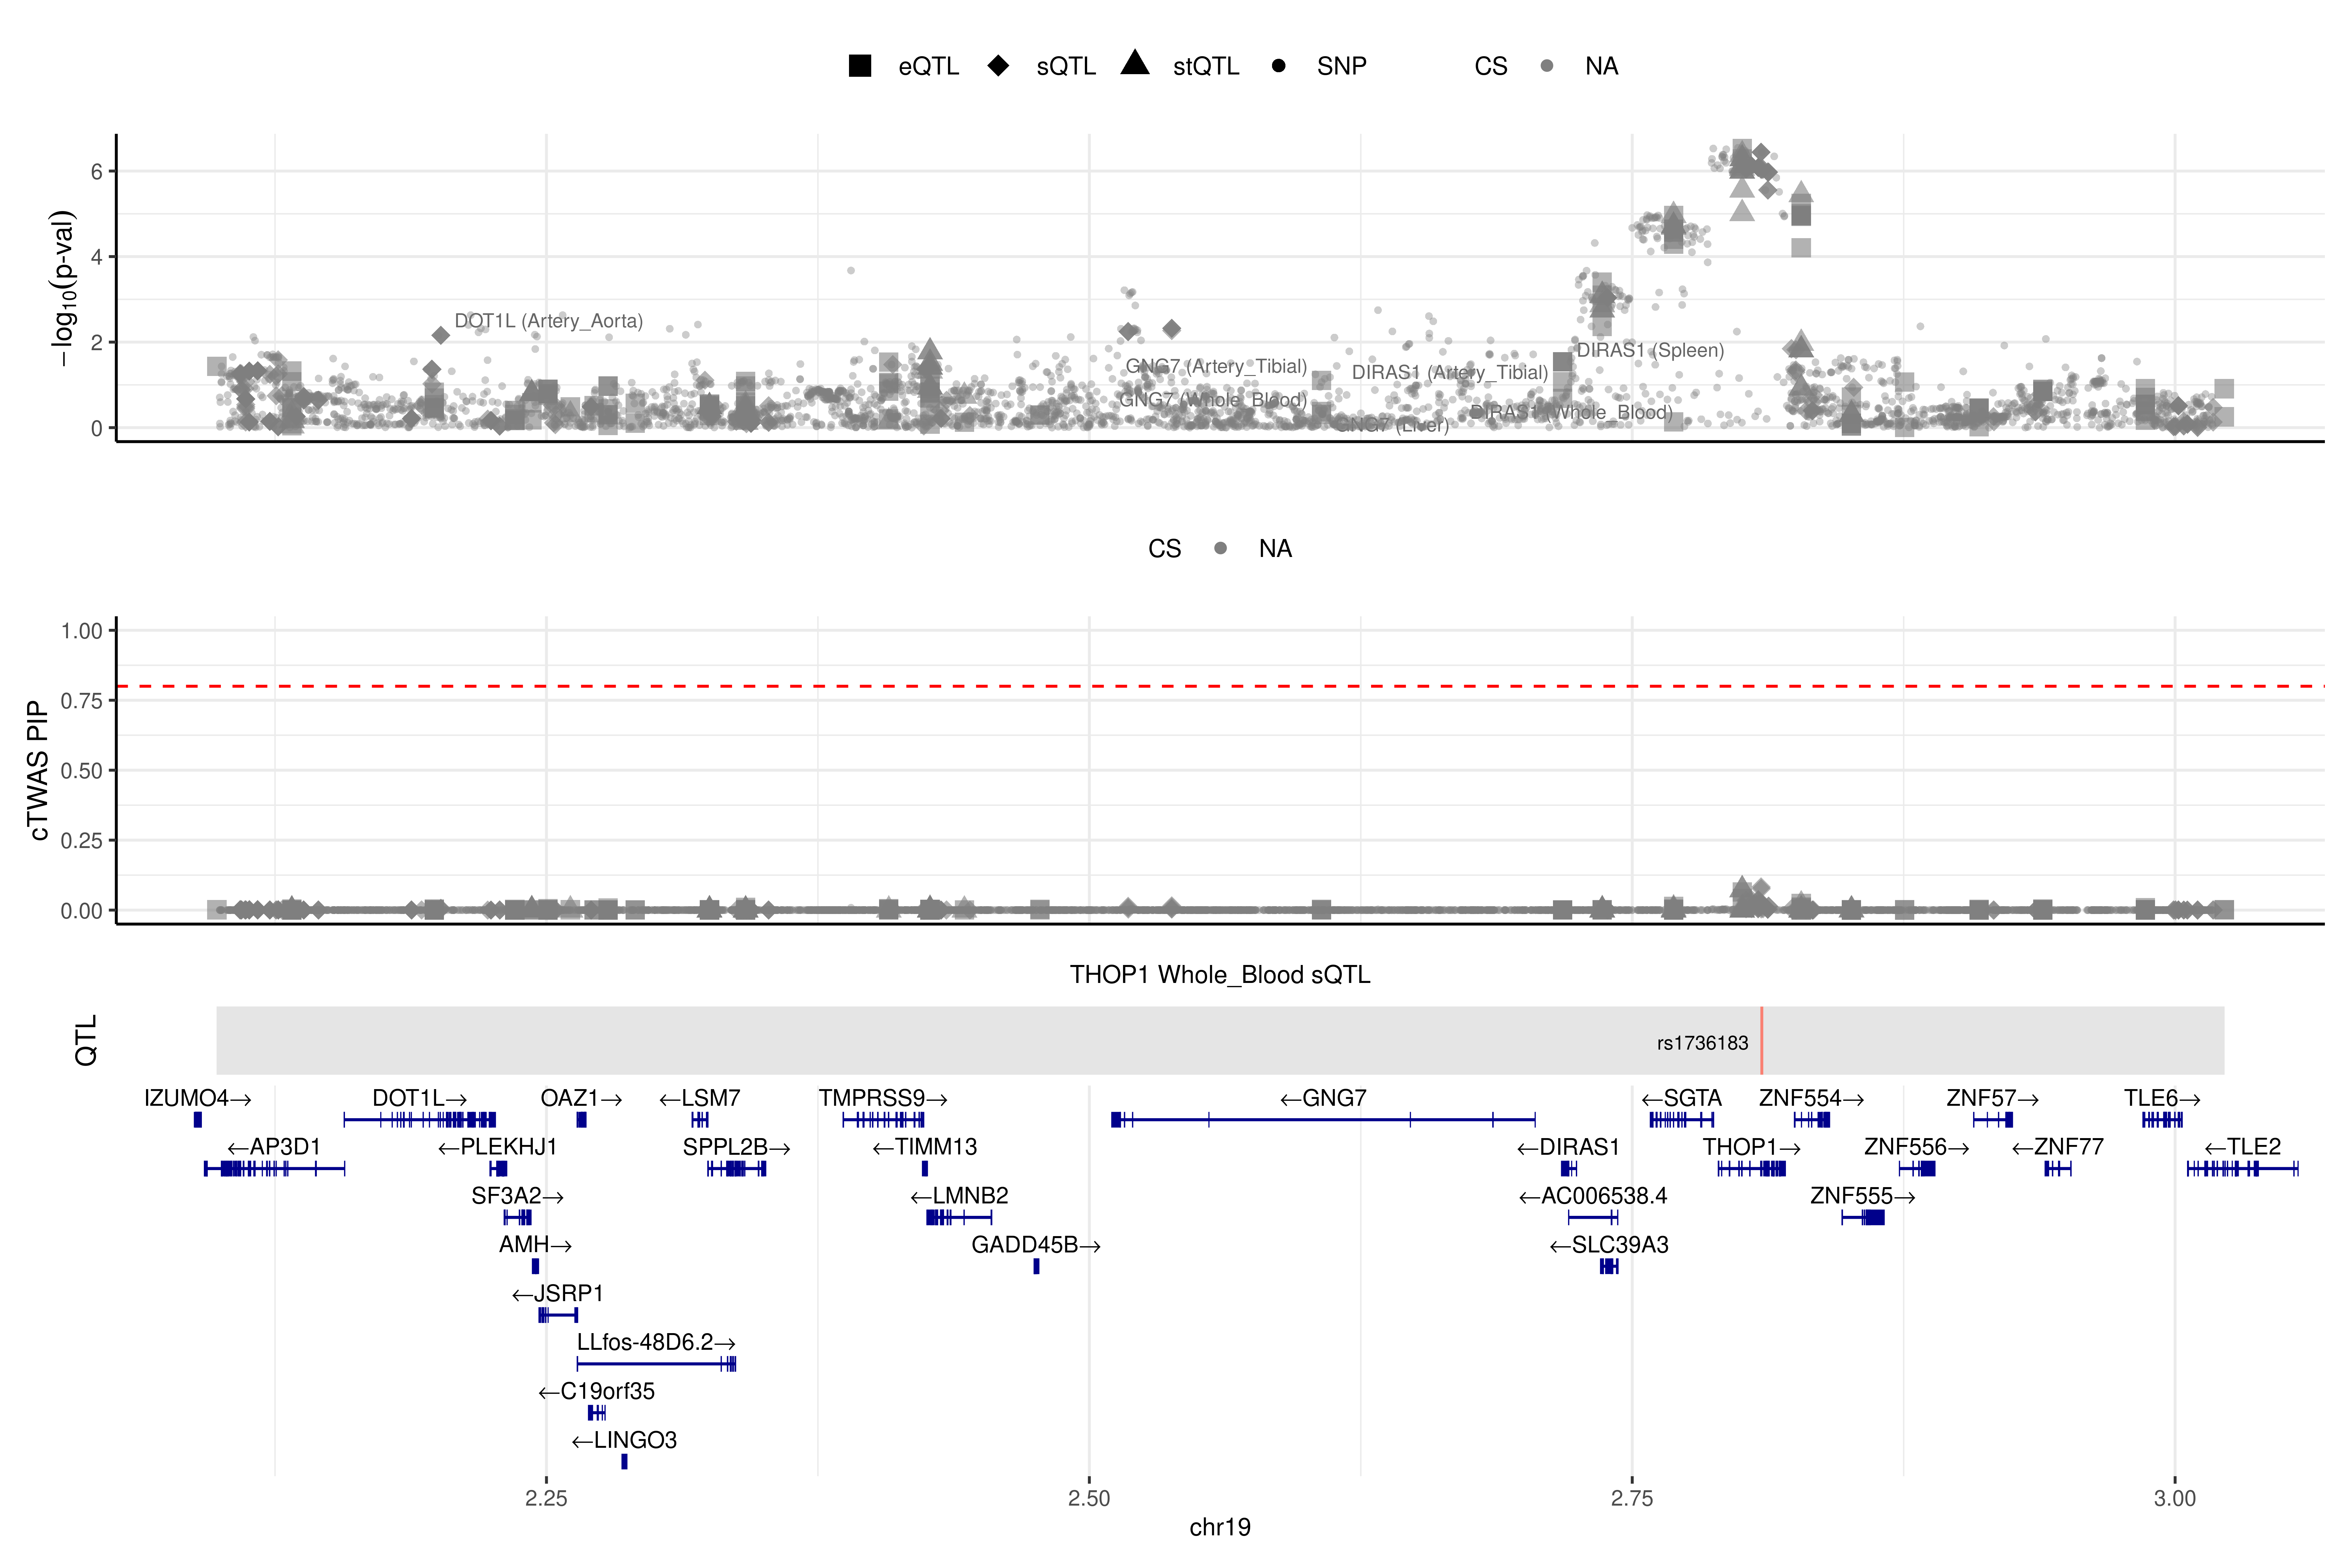 eQTL sQTL stQTL SNP CS NA
−log10(p-val)
6
4
2
0
DOT1L (Artery_Aorta)
GNG7 (Artery_Tibial)
DIRAS1 (Spleen)
DIRAS1 (Artery_Tibial)
GNG7 (Whole_Blood)
DIRAS1 (Whole_Blood)
GNG7 (Liver)
CS NA
cTWAS PIP
1.00
0.75
0.50
0.25
0.00
THOP1 Whole_Blood sQTL
QTL
rs1736183
IZUMO4→ DOT1L→ OAZ1→ ←LSM7 TMPRSS9→ ←GNG7 ←SGTA ZNF554→ ZNF57→ TLE6→
←AP3D1 ←PLEKHJ1 SPPL2B→ ←TIMM13 ←DIRAS1 THOP1→ ZNF556→ ←ZNF77 ←TLE2
SF3A2→ ←LMNB2 ←AC006538.4 ZNF555→
AMH→ GADD45B→ ←SLC39A3
←JSRP1
LLfos-48D6.2→
←C19orf35
←LINGO3
2.25 2.50 2.75 3.00
chr19